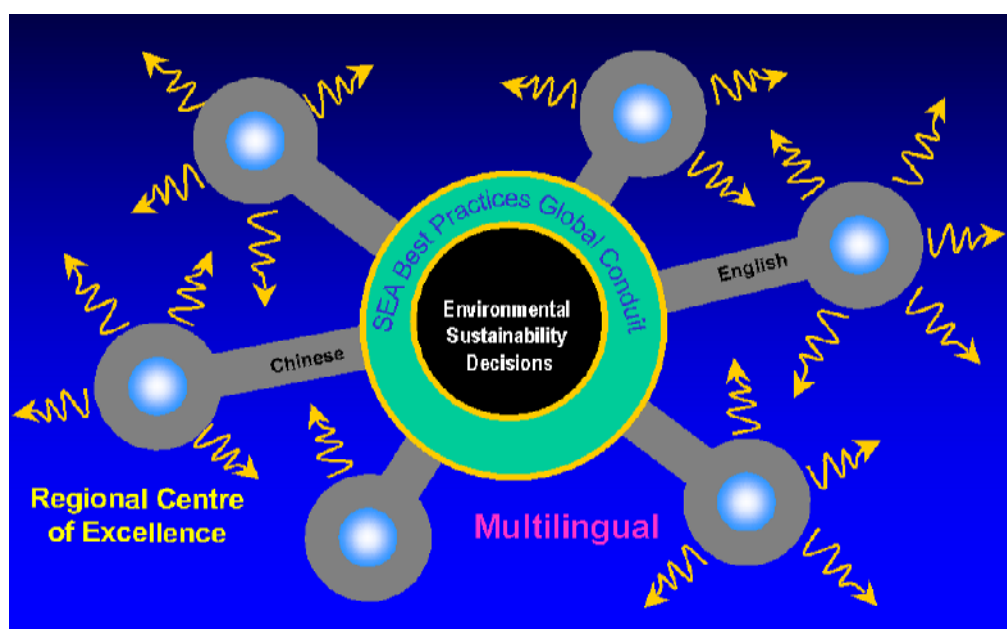 SEA Best Practices Global Conduit
English
Environmental
Sustainability
Decisions
Chinese
Regional Centre
of Excellence
Multilingual